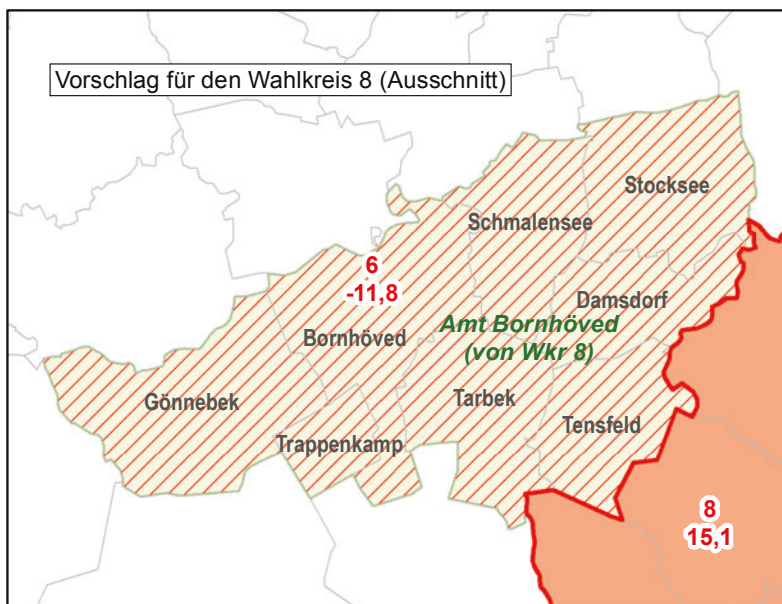 Vorschlag für den Wahlkreis 8 (Ausschnitt)
Stocksee
Schmalensee
6
-11,8
Damsdorf
Bornhöved
Amt Bornhöved
(von Wkr 8)
Gönnebek
Tarbek
Trappenkamp
Tensfeld
8
15,1